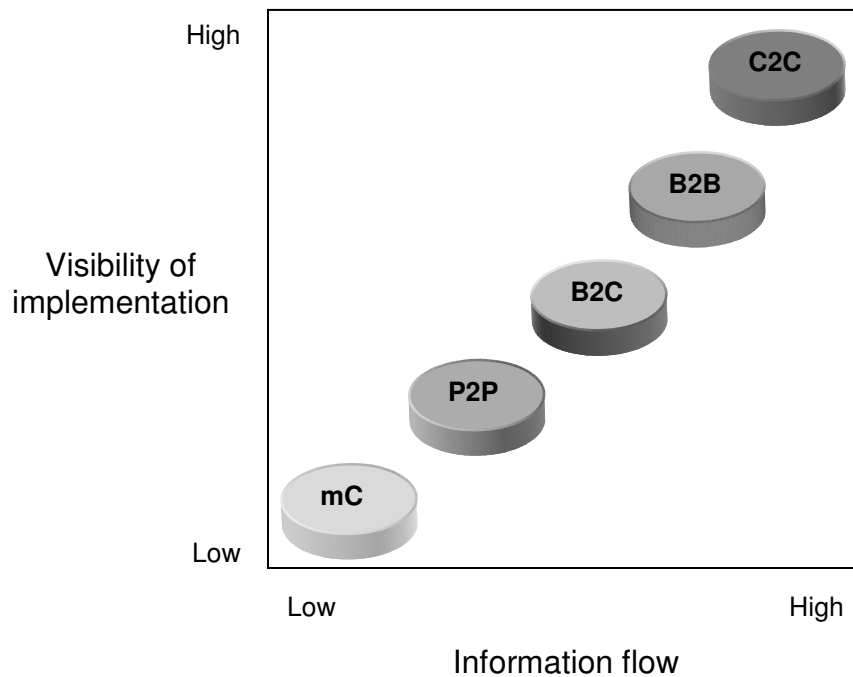 High
C2C
B2B
Visibility of
implementation
B2C
P2P
mC
Low
Low
High
Information flow